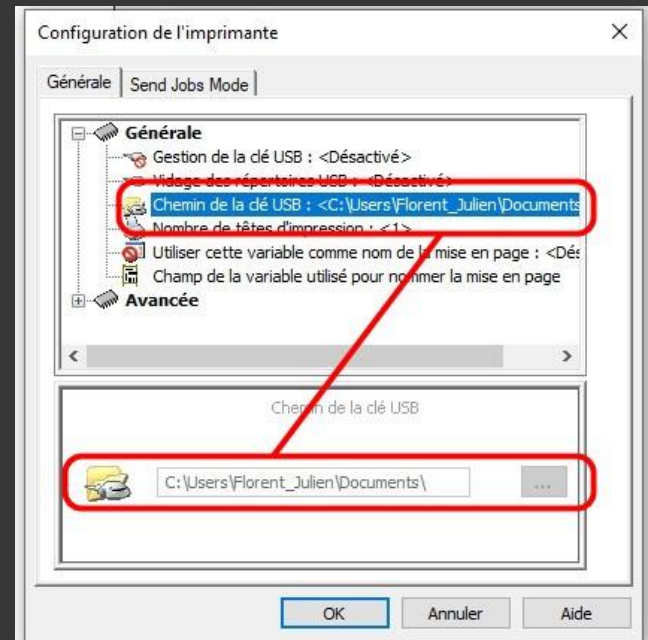 Configuration de l'imprimante
Générale
Send Jobs Mode
Générale
Gestion de la clé USB : <Désactivé>
Vidage des répertoires USB : <Désactivé>
Chemin de la clé USB : <C:\Users\Florent_Julien\Documents
Nombre de têtes d'impression : <1>
Utiliser cette variable comme nom de la mise en page : <Dés
Champ de la variable utilisé pour nommer la mise en page
Avancée
Chemin de la clé USB
C:\Users\Florent_Julien\Documents\
...
OK
Annuler
Aide